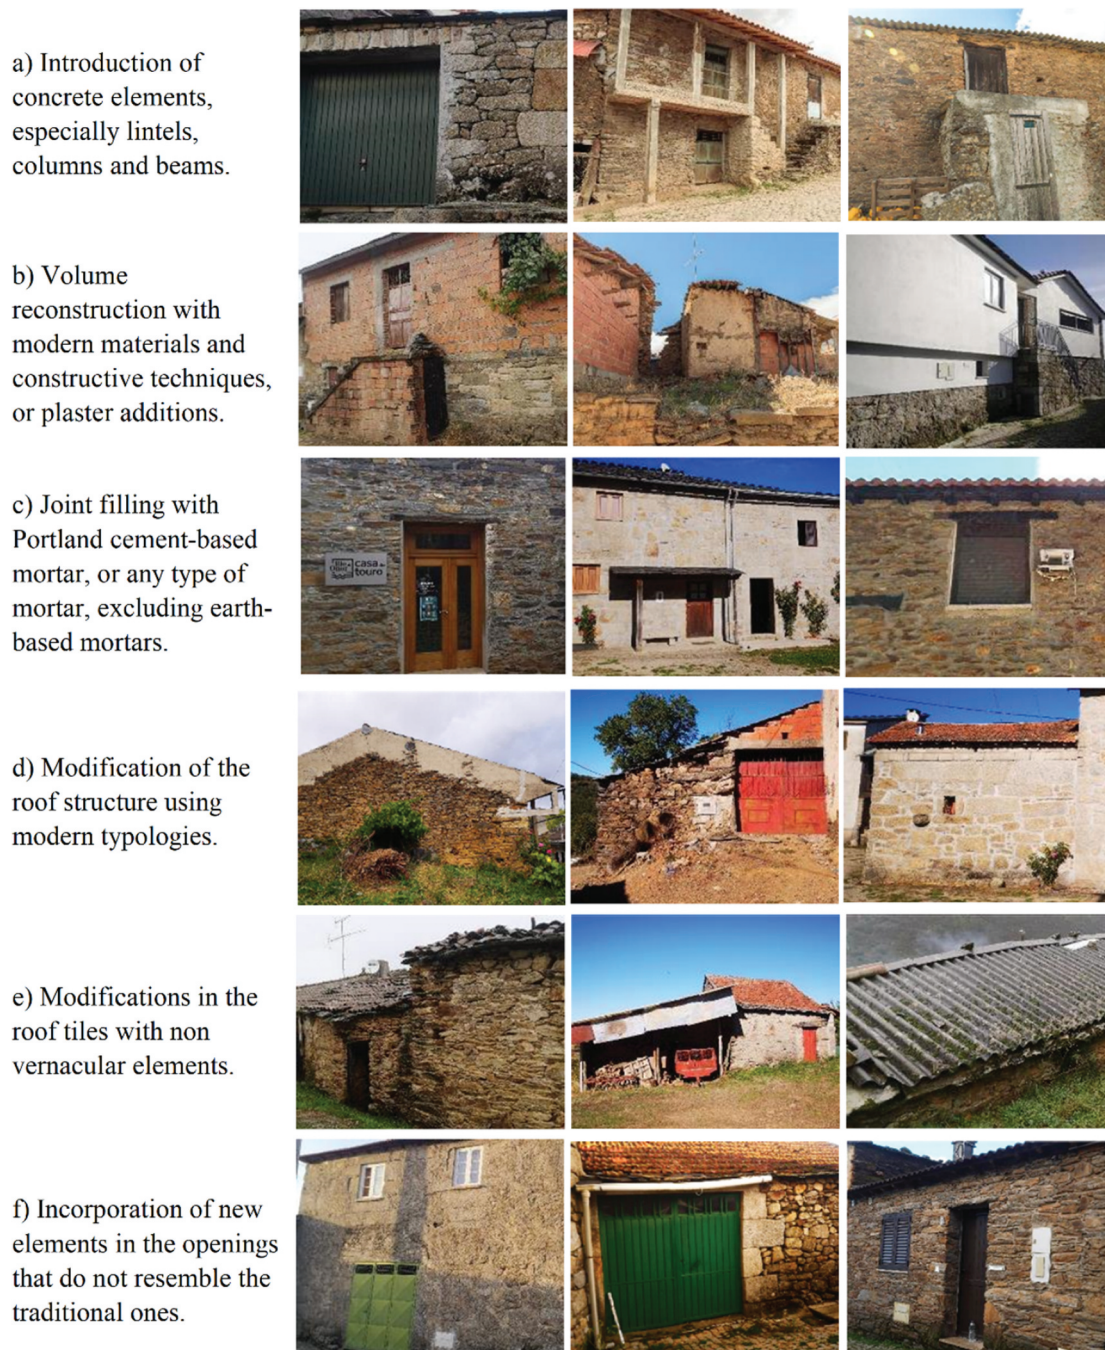 a) Introduction of
concrete elements,
especially lintels,
columns and beams.
b) Volume
reconstruction with
modern materials and
constructive techniques,
or plaster additions.
c) Joint filling with
Portland cement-based
mortar, or any type of
mortar, excluding earth-
based mortars.
casa do
touro
d) Modification of the
roof structure using
modern typologies.
e) Modifications in the
roof tiles with non
vernacular elements.
f) Incorporation of new
elements in the openings
that do not resemble the
traditional ones.